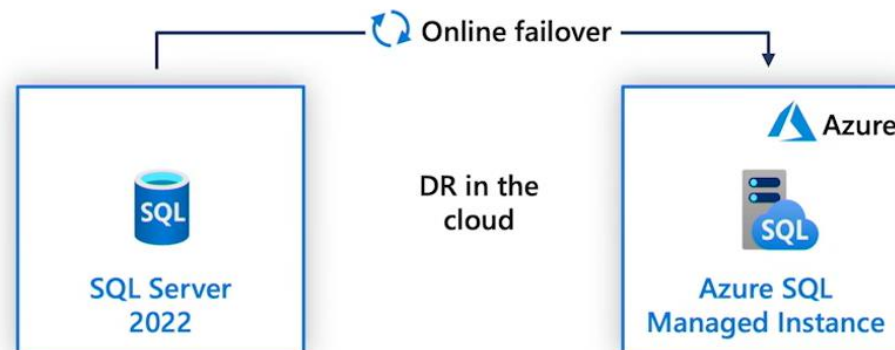 Online failover
Azure
DR in the
cloud
SQL
SQL
SQL Server
2022
Azure SQL
Managed Instance